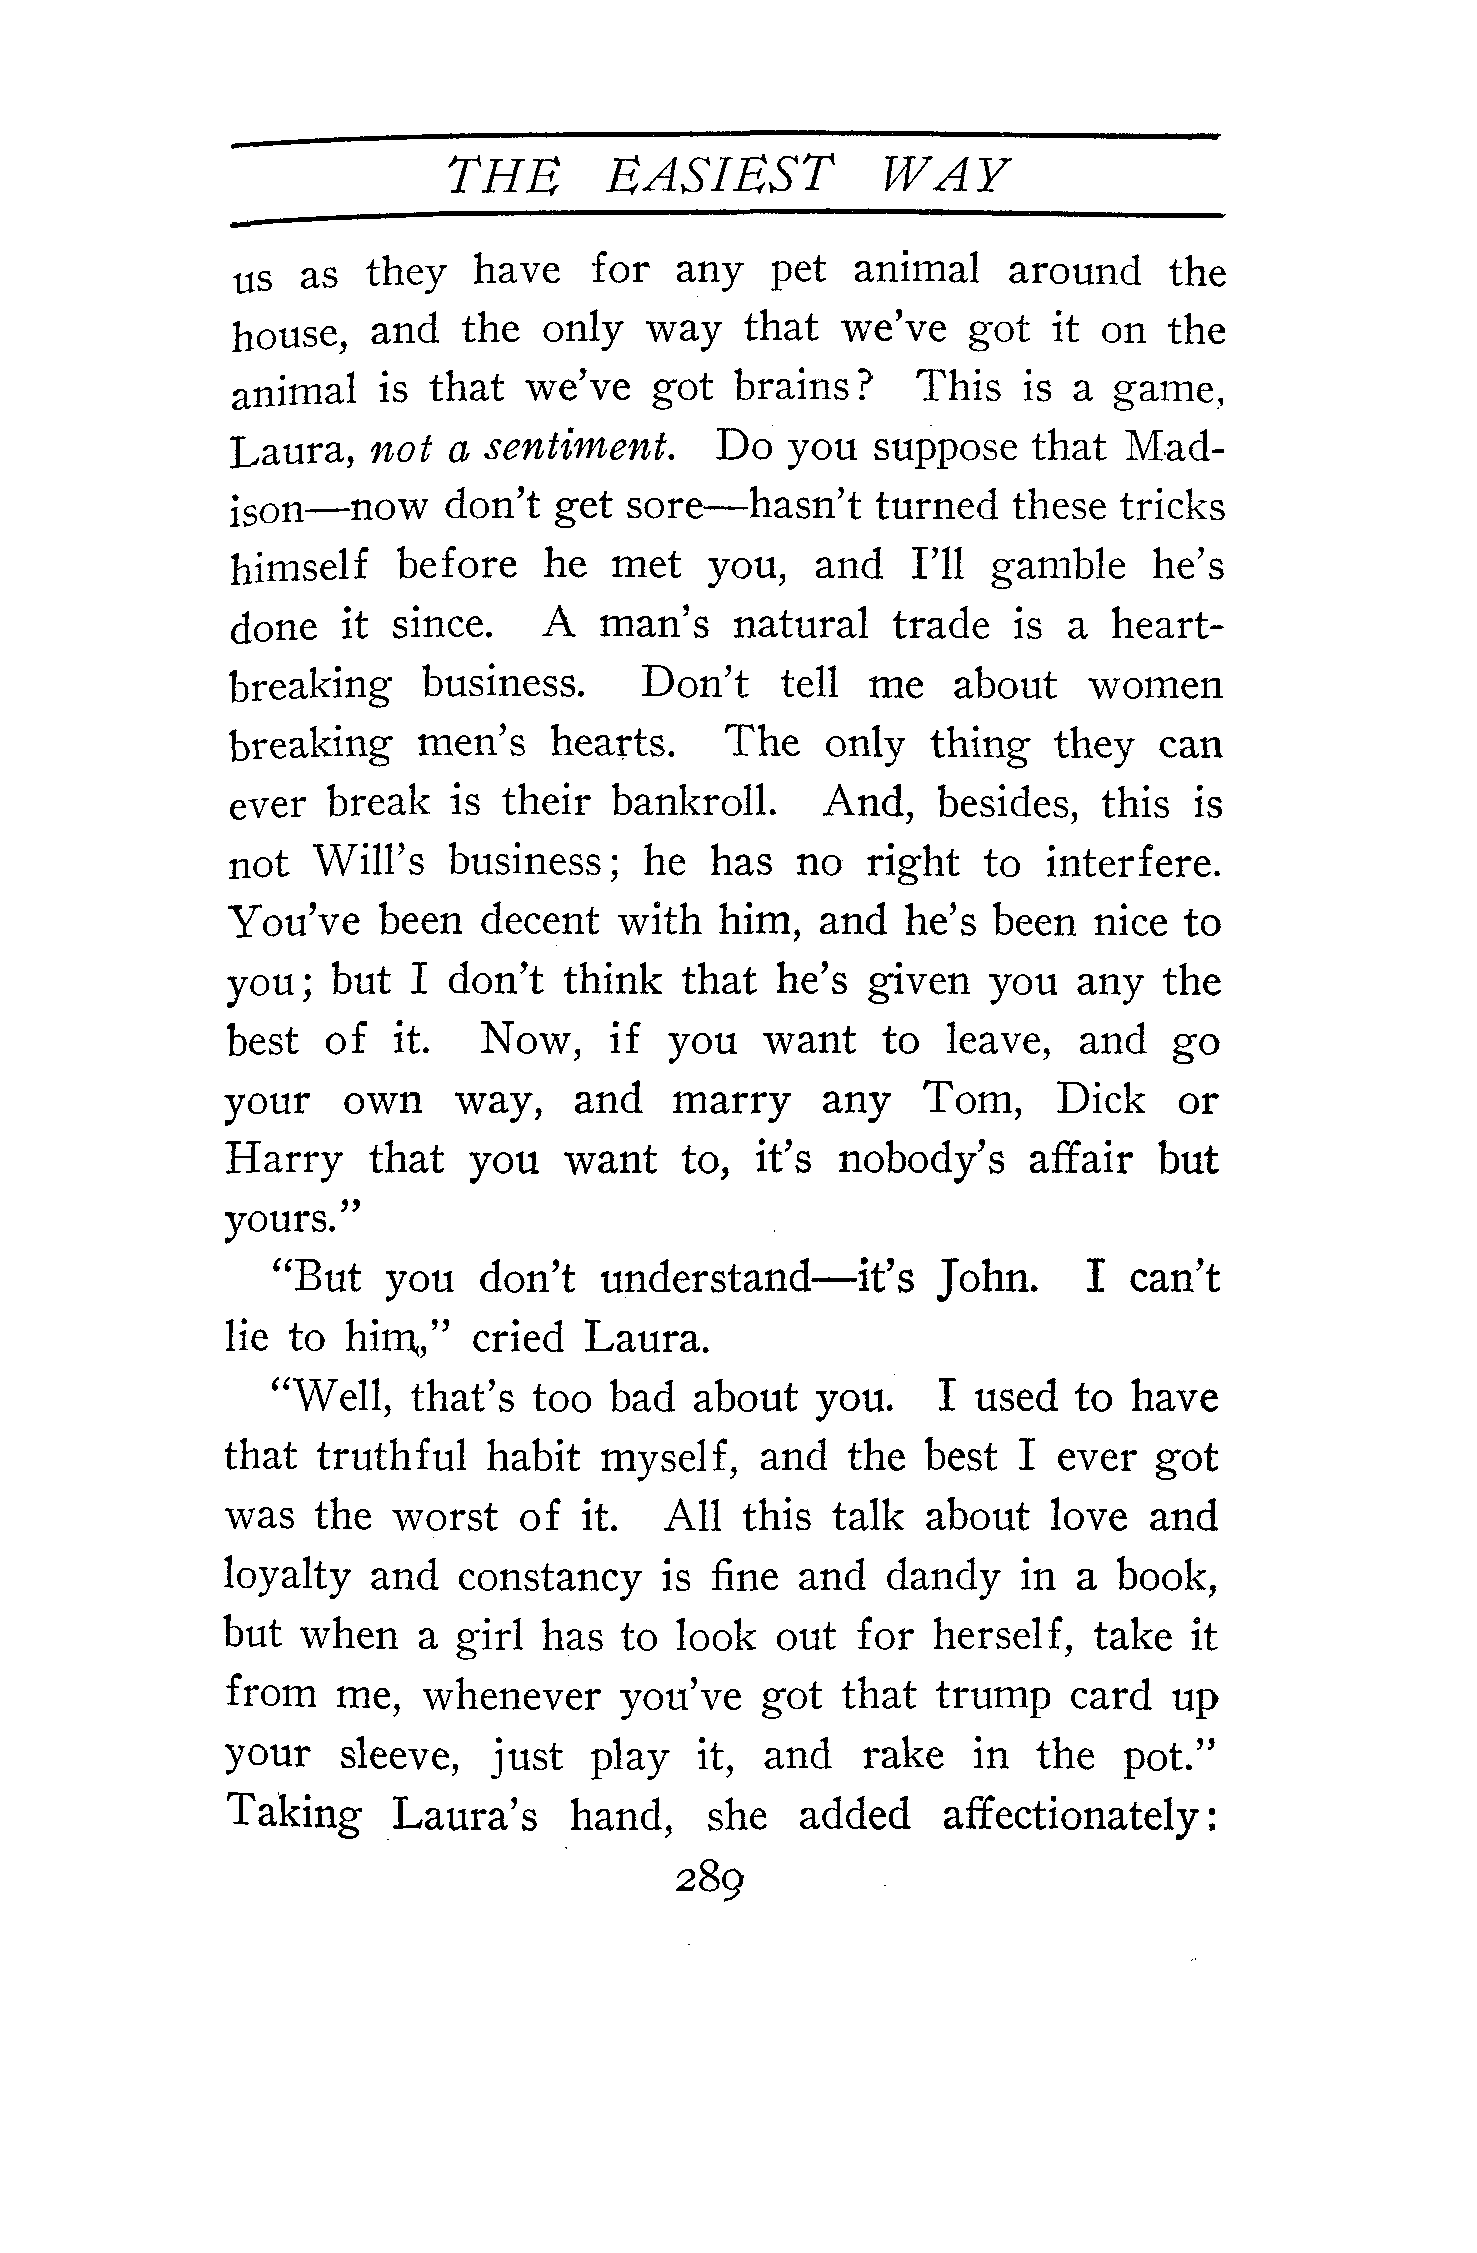 THE EASIEST WAY
us as they have for any pet animal around the
house, and the only way that we've got it on the
animal is that we've got brains? This is a game,
Laura, not a sentiment. Do you suppose that Mad-
ison—now don't get sore—hasn't turned these tricks
himself before he met you, and I'll gamble he's
done it since. A man's natural trade is a heart-
breaking business. Don't tell me about women
breaking men's hearts. The only thing they can
ever break is their bankroll. And, besides, this is
not Will's business; he has no right to interfere.
You've been decent with him, and he's been nice to
you; but I don't think that he's given you any the
best of it. Now, if you want to leave, and go
your own way, and marry any Tom, Dick or
Harry that you want to, it's nobody's affair but
yours."
"But you don't understand—it's John. I can't
lie to him," cried Laura.
"Well, that's too bad about you. I used to have
that truthful habit myself, and the best I ever got
was the worst of it. All this talk about love and
loyalty and constancy is fine and dandy in a book,
but when a girl has to look out for herself, take it
from me, whenever you've got that trump card up
your sleeve, just play it, and rake in the pot."
Taking Laura's hand, she added affectionately:
289